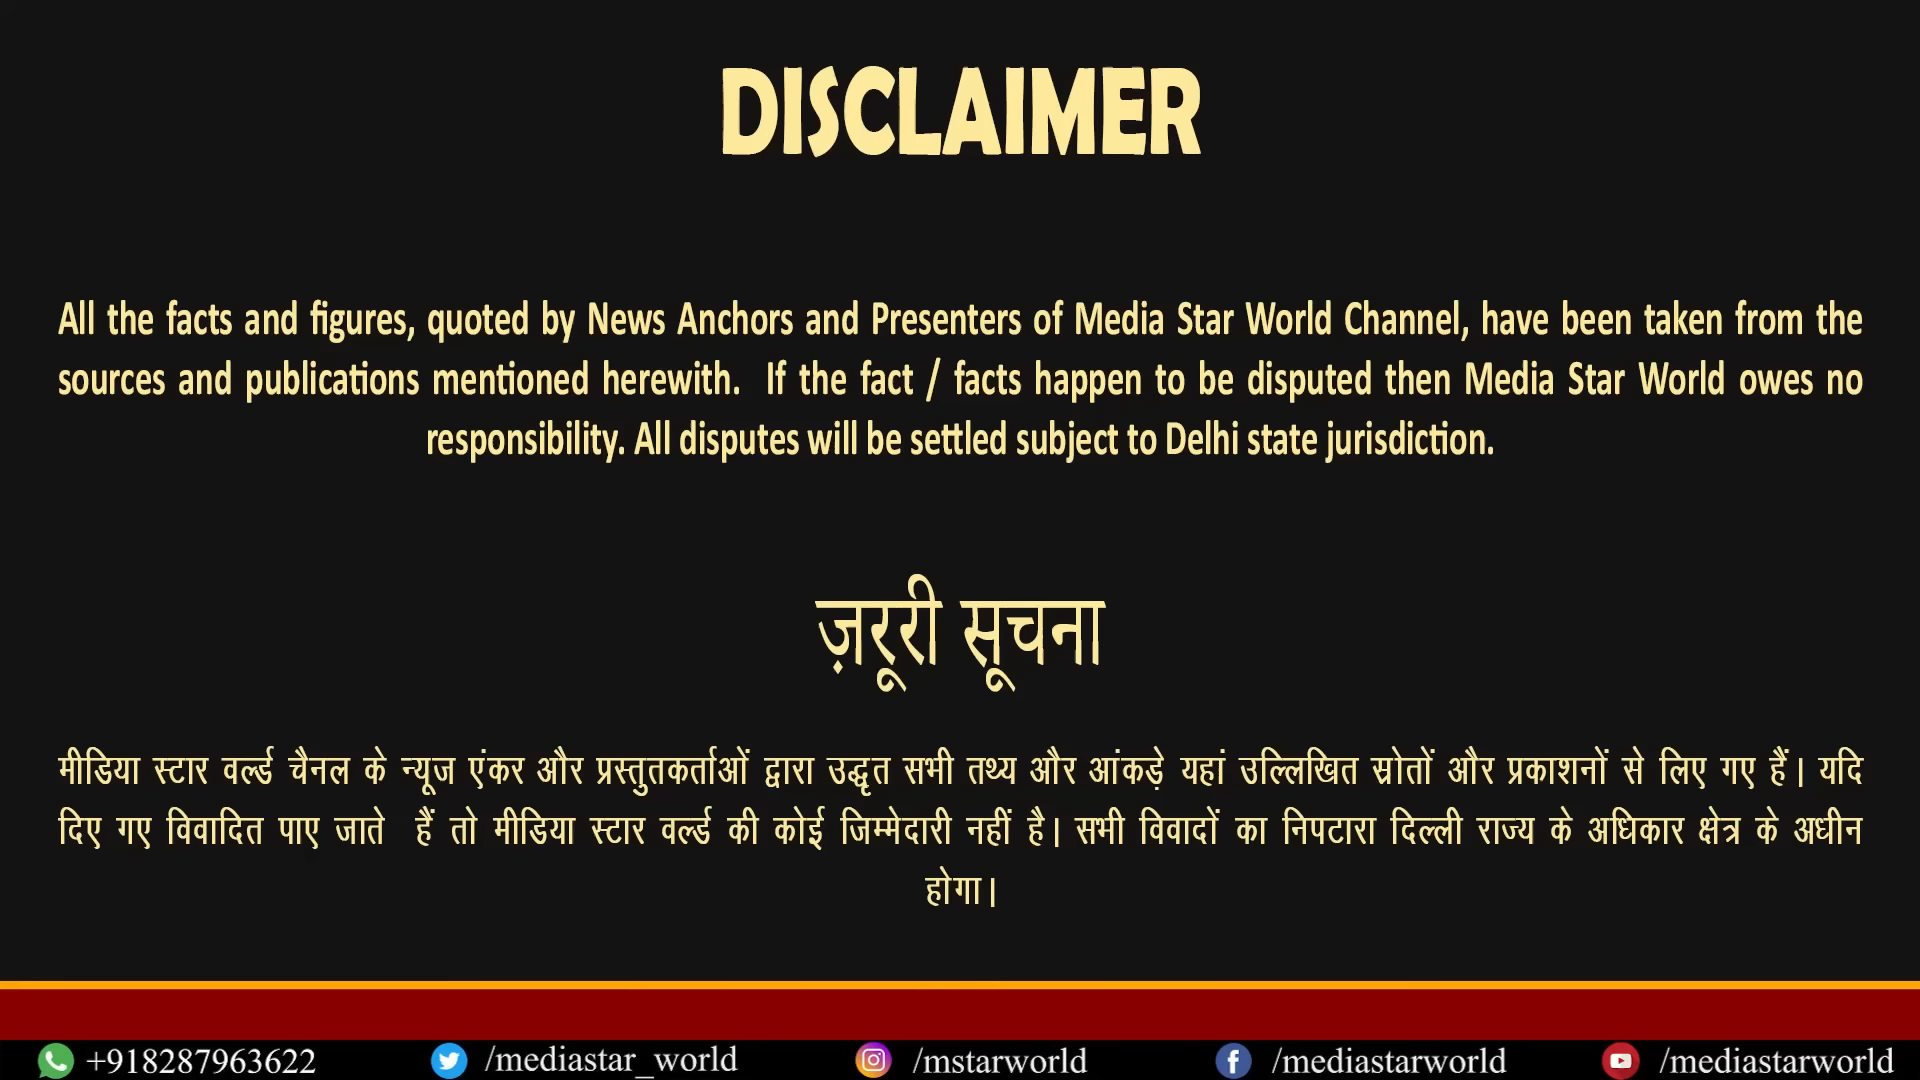 DISCLAIMER
All the facts and figures, quoted by News Anchors and Presenters of Media Star World Channel, have been taken from the
sources and publications mentioned herewith.  If the fact / facts happen to be disputed then Media Star World owes no
responsibility. All disputes will be settled subject to Delhi state jurisdiction.
ज़रूरी सूचना
मीडिया स्टार वर्ल्ड चैनल के न्यूज एंकर और प्रस्तुतकर्ताओं द्वारा उद्धृत सभी तथ्य और आंकड़े यहां उल्लिखित स्रोतों और प्रकाशनों से लिए गए हैं। यदि
दिए गए विवादित पाए जाते  हैं तो मीडिया स्टार वर्ल्ड की कोई जिम्मेदारी नहीं है। सभी विवादों का निपटारा दिल्ली राज्य के अधिकार क्षेत्र के अधीन
होगा।
+918287963622 /mediastar_world /mstarworld /mediastarworld /mediastarworld